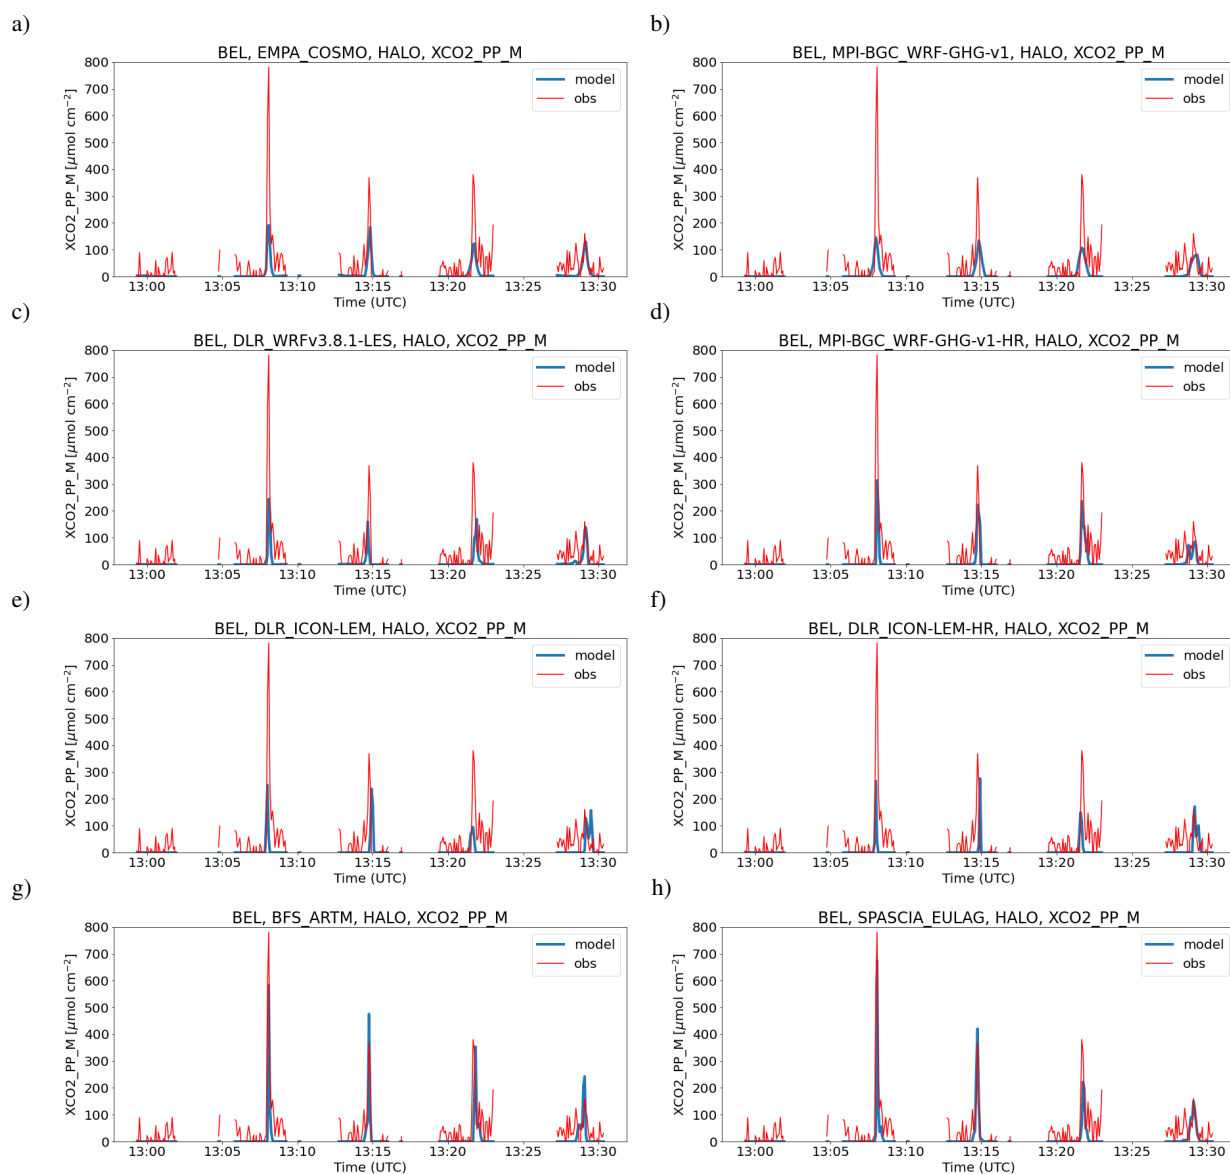 a)
BEL, EMPA_COSMO, HALO, XCO2_PP_M
XCO2_PP_M [μmol cm⁻²]
800
700
600
500
400
300
200
100
0
model
obs
13:00 13:05 13:10 13:15 13:20 13:25 13:30
Time (UTC)
b)
BEL, MPI-BGC_WRF-GHG-v1, HALO, XCO2_PP_M
XCO2_PP_M [μmol cm⁻²]
800
700
600
500
400
300
200
100
0
model
obs
13:00 13:05 13:10 13:15 13:20 13:25 13:30
Time (UTC)
c)
BEL, DLR_WRFv3.8.1-LES, HALO, XCO2_PP_M
XCO2_PP_M [μmol cm⁻²]
800
700
600
500
400
300
200
100
0
model
obs
13:00 13:05 13:10 13:15 13:20 13:25 13:30
Time (UTC)
d)
BEL, MPI-BGC_WRF-GHG-v1-HR, HALO, XCO2_PP_M
XCO2_PP_M [μmol cm⁻²]
800
700
600
500
400
300
200
100
0
model
obs
13:00 13:05 13:10 13:15 13:20 13:25 13:30
Time (UTC)
e)
BEL, DLR_ICON-LEM, HALO, XCO2_PP_M
XCO2_PP_M [μmol cm⁻²]
800
700
600
500
400
300
200
100
0
model
obs
13:00 13:05 13:10 13:15 13:20 13:25 13:30
Time (UTC)
f)
BEL, DLR_ICON-LEM-HR, HALO, XCO2_PP_M
XCO2_PP_M [μmol cm⁻²]
800
700
600
500
400
300
200
100
0
model
obs
13:00 13:05 13:10 13:15 13:20 13:25 13:30
Time (UTC)
g)
BEL, BFS_ARTM, HALO, XCO2_PP_M
XCO2_PP_M [μmol cm⁻²]
800
700
600
500
400
300
200
100
0
model
obs
13:00 13:05 13:10 13:15 13:20 13:25 13:30
Time (UTC)
h)
BEL, SPASCIA_EULAG, HALO, XCO2_PP_M
XCO2_PP_M [μmol cm⁻²]
800
700
600
500
400
300
200
100
0
model
obs
13:00 13:05 13:10 13:15 13:20 13:25 13:30
Time (UTC)